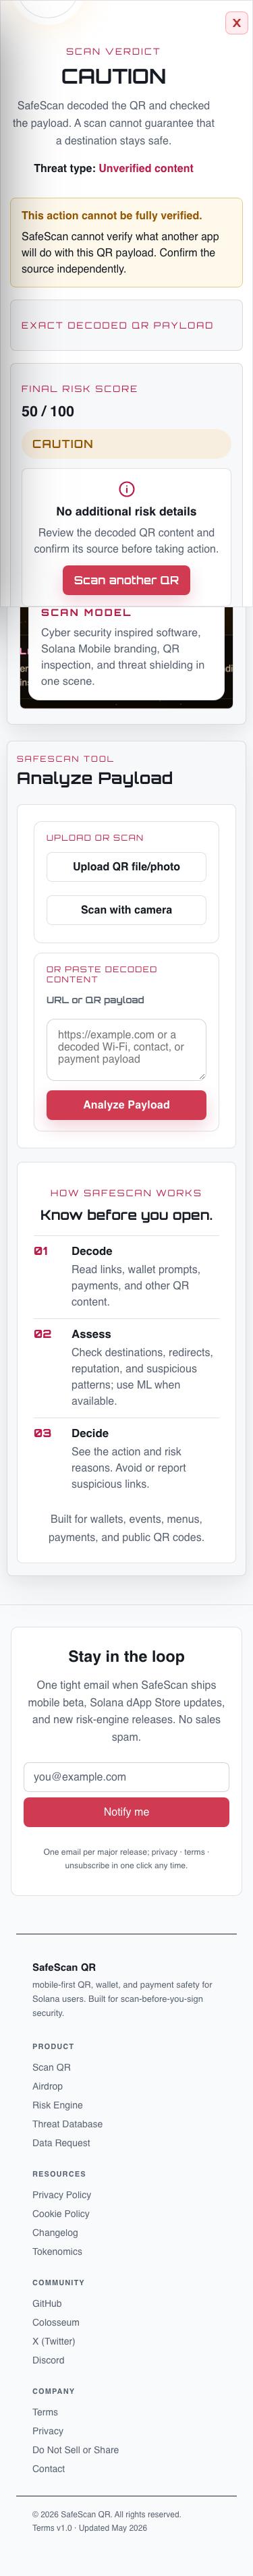 X
SCAN VERDICT
CAUTION
SafeScan decoded the QR and checked
the payload. A scan cannot guarantee that
a destination stays safe.
Threat type: Unverified content
This action cannot be fully verified.
SafeScan cannot verify what another app
will do with this QR payload. Confirm the
source independently.
EXACT DECODED QR PAYLOAD
FINAL RISK SCORE
50 / 100
CAUTION
No additional risk details
Review the decoded QR content and
confirm its source before taking action.
Scan another QR
SCAN MODEL
Cyber security inspired software,
Solana Mobile branding, QR
inspection, and threat shielding in
one scene.
SAFESCAN TOOL
Analyze Payload
UPLOAD OR SCAN
Upload QR file/photo
Scan with camera
OR PASTE DECODED
CONTENT
URL or QR payload
https://example.com or a
decoded Wi-Fi, contact, or
payment payload
Analyze Payload
HOW SAFESCAN WORKS
Know before you open.
01 Decode
Read links, wallet prompts,
payments, and other QR
content.
02 Assess
Check destinations, redirects,
reputation, and suspicious
patterns; use ML when
available.
03 Decide
See the action and risk
reasons. Avoid or report
suspicious links.
Built for wallets, events, menus,
payments, and public QR codes.
Stay in the loop
One tight email when SafeScan ships
mobile beta, Solana dApp Store updates,
and new risk-engine releases. No sales
spam.
you@example.com
Notify me
One email per major release; privacy · terms ·
unsubscribe in one click any time.
SafeScan QR
mobile-first QR, wallet, and payment safety for
Solana users. Built for scan-before-you-sign
security.
PRODUCT
Scan QR
Airdrop
Risk Engine
Threat Database
Data Request
RESOURCES
Privacy Policy
Cookie Policy
Changelog
Tokenomics
COMMUNITY
GitHub
Colosseum
X (Twitter)
Discord
COMPANY
Terms
Privacy
Do Not Sell or Share
Contact
© 2026 SafeScan QR. All rights reserved.
Terms v1.0 · Updated May 2026